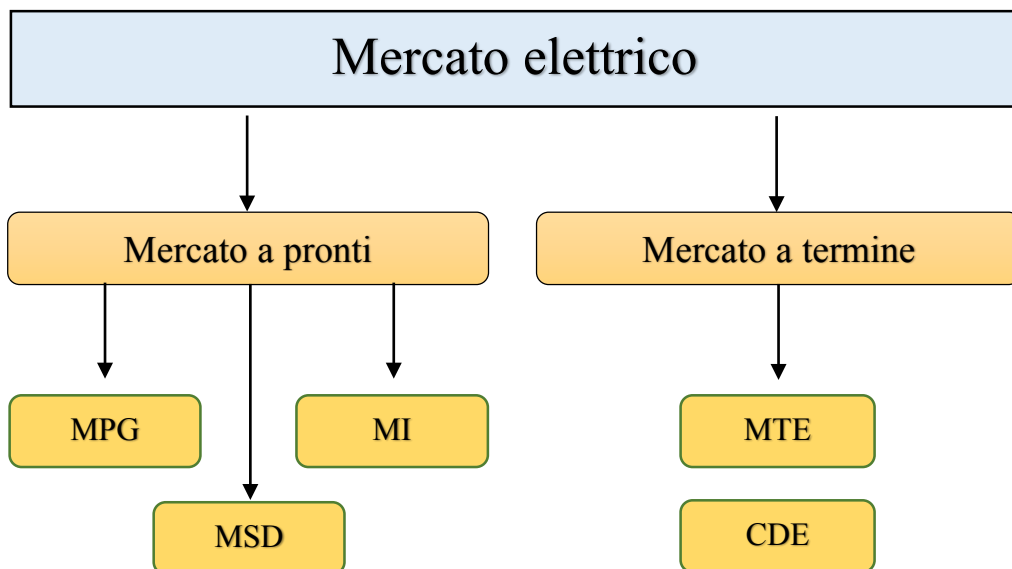 Mercato elettrico
Mercato a pronti
Mercato a termine
MPG
MI
MTE
MSD
CDE